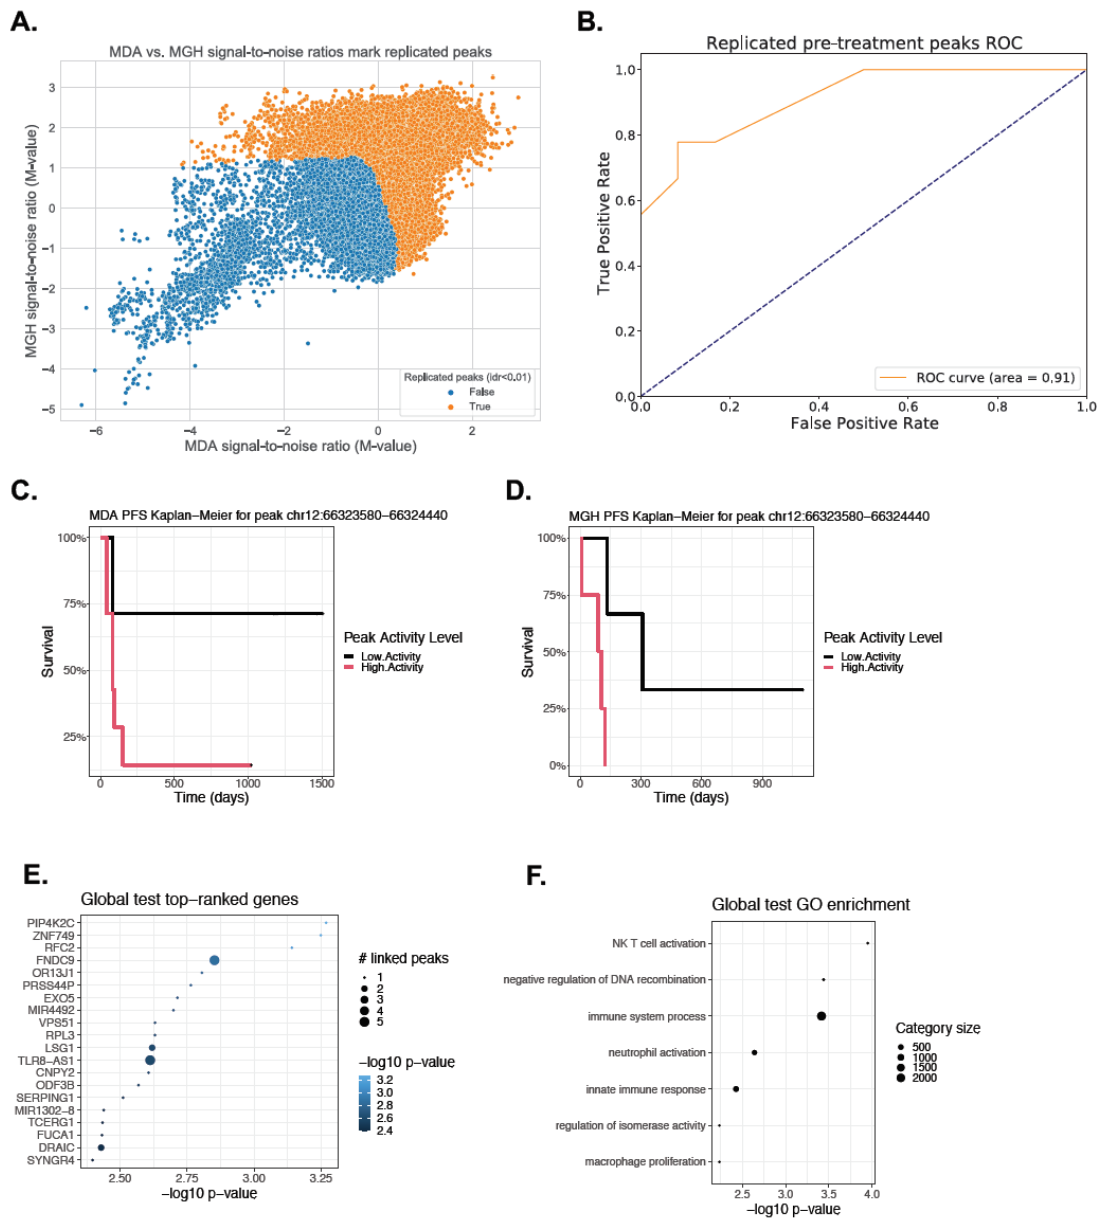 A.
MDA vs. MGH signal-to-noise ratios mark replicated peaks
MGH signal-to-noise ratio (M-value)
3
2
1
0
−1
−2
−3
−4
−5
Replicated peaks (idr<0.01)
False
True
−6
−4
−2
0
2
MDA signal-to-noise ratio (M-value)
B.
Replicated pre-treatment peaks ROC
True Positive Rate
1.0
0.8
0.6
0.4
0.2
0.0
ROC curve (area = 0.91)
0.0
0.2
0.4
0.6
0.8
1.0
False Positive Rate
C.
MDA PFS Kaplan−Meier for peak chr12:66323580−66324440
Survival
100%
75%
50%
25%
0
500
1000
1500
Time (days)
Peak Activity Level
Low.Activity
High.Activity
D.
MGH PFS Kaplan−Meier for peak chr12:66323580−66324440
Survival
100%
75%
50%
25%
0%
0
300
600
900
Time (days)
Peak Activity Level
Low.Activity
High.Activity
E.
Global test top−ranked genes
PIP4K2C
ZNF749
RFC2
FNDC9
OR13J1
PRSS44P
EXO5
MIR4492
VPS51
RPL3
LSG1
TLR8−AS1
CNPY2
ODF3B
SERPING1
MIR1302−8
TCERG1
FUCA1
DRAIC
SYNGR4
2.50
2.75
3.00
3.25
−log10 p−value
# linked peaks
1
2
3
4
5
−log10 p−value
3.2
3.0
2.8
2.6
2.4
F.
Global test GO enrichment
NK T cell activation
negative regulation of DNA recombination
immune system process
neutrophil activation
innate immune response
regulation of isomerase activity
macrophage proliferation
2.5
3.0
3.5
4.0
−log10 p−value
Category size
500
1000
1500
2000